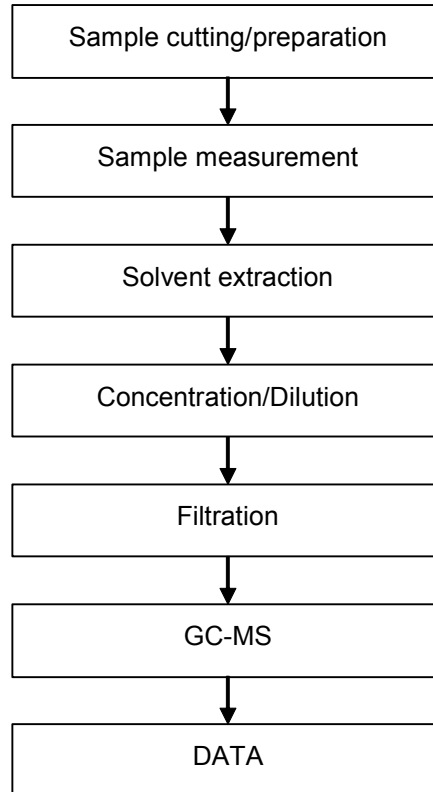 Sample cutting/preparation
Sample measurement
Solvent extraction
Concentration/Dilution
Filtration
GC-MS
DATA